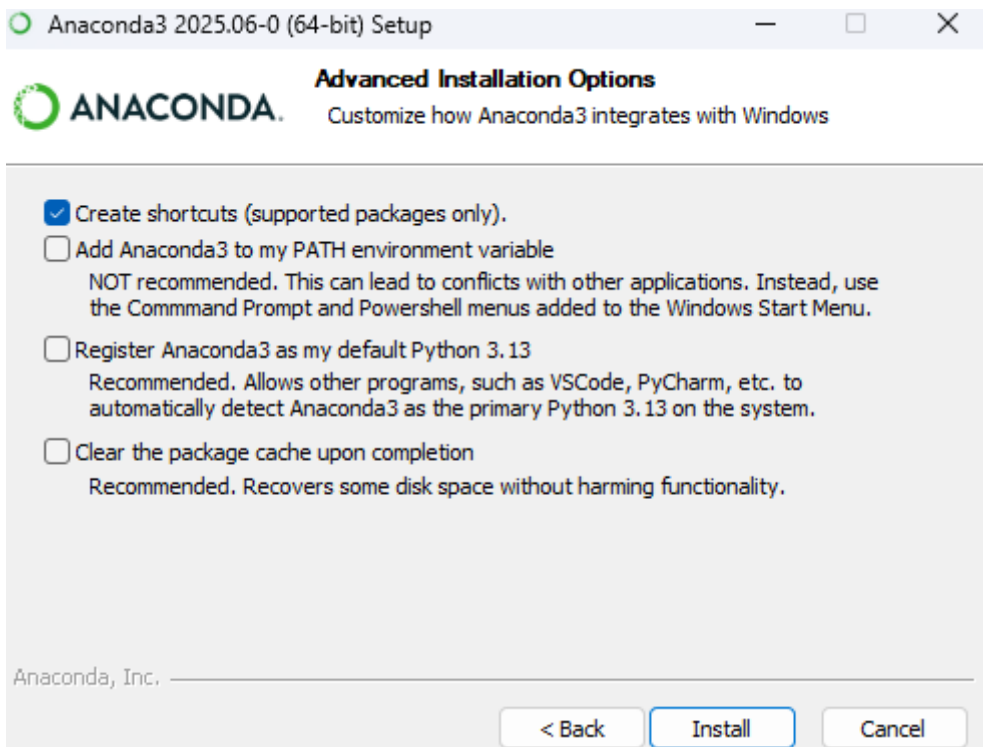 Anaconda3 2025.06-0 (64-bit) Setup
ANACONDA.
Advanced Installation Options
Customize how Anaconda3 integrates with Windows
Create shortcuts (supported packages only).
Add Anaconda3 to my PATH environment variable
NOT recommended. This can lead to conflicts with other applications. Instead, use
the Commmand Prompt and Powershell menus added to the Windows Start Menu.
Register Anaconda3 as my default Python 3.13
Recommended. Allows other programs, such as VSCode, PyCharm, etc. to
automatically detect Anaconda3 as the primary Python 3.13 on the system.
Clear the package cache upon completion
Recommended. Recovers some disk space without harming functionality.
Anaconda, Inc.
< Back
Install
Cancel